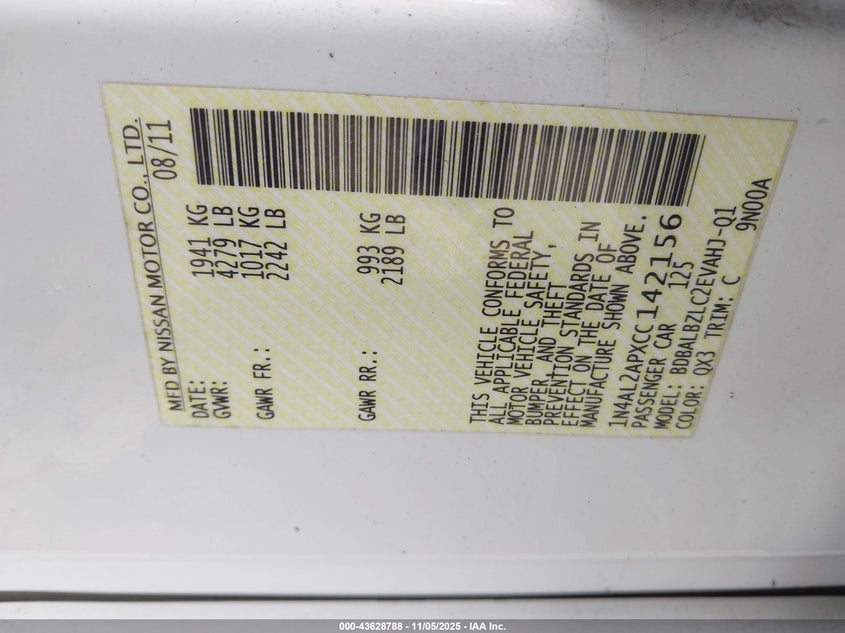 MFD BY NISSAN MOTOR CO., LTD.
DATE: 08/11
GVWR: 1941 KG
4279 LB
GAWR FR.: 1017 KG
2242 LB
GAWR RR.: 993 KG
2189 LB
THIS VEHICLE CONFORMS TO
ALL APPLICABLE FEDERAL
MOTOR VEHICLE SAFETY,
BUMPER, AND THEFT
PREVENTION STANDARDS IN
EFFECT ON THE DATE OF
MANUFACTURE SHOWN ABOVE.
1N4AL2APXCC142156
PASSENGER CAR 125
MODEL: BDBALBZLC2EVAHJ-Q1
COLOR: QX3 TRIM: C 9N00A
000-43628788 - 11/05/2025 - IAA Inc.